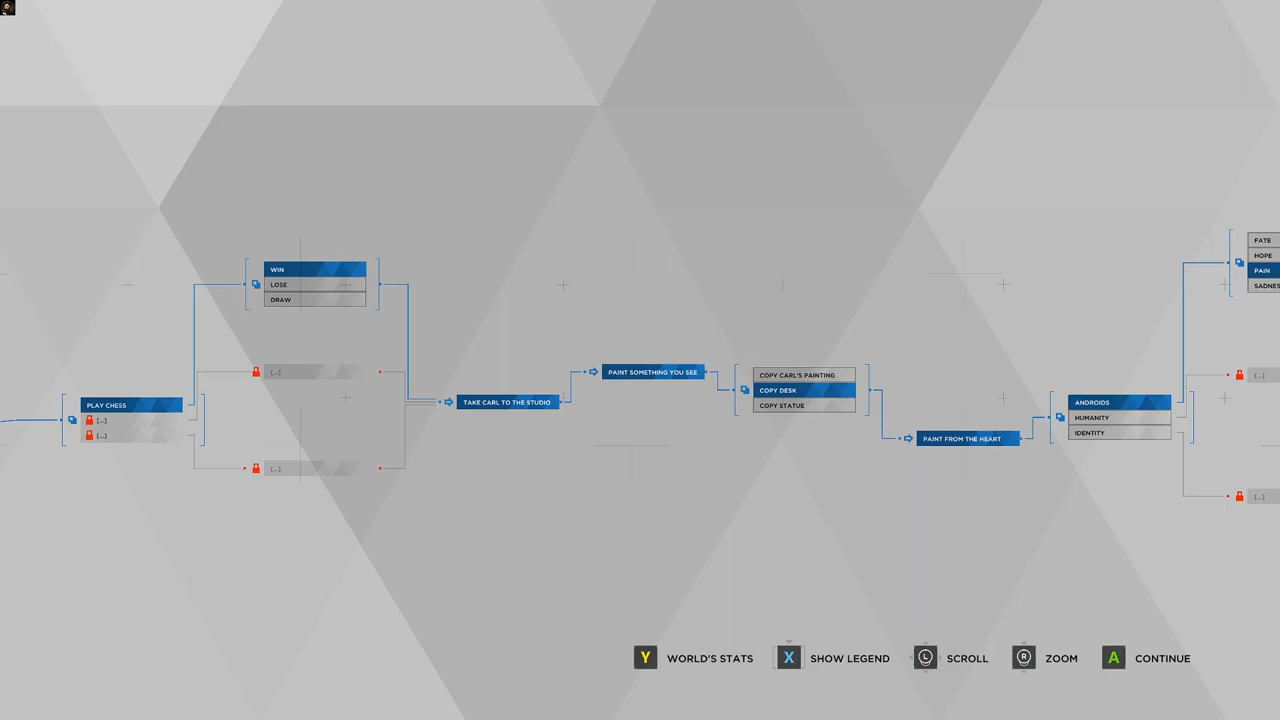 PLAY CHESS
[...]
[...]
WIN
LOSE
DRAW
[...]
[...]
TAKE CARL TO THE STUDIO
PAINT SOMETHING YOU SEE
COPY CARL'S PAINTING
COPY DESK
COPY STATUE
PAINT FROM THE HEART
ANDROIDS
HUMANITY
IDENTITY
FATE
HOPE
PAIN
SADNES
[...]
[...]
Y WORLD'S STATS X SHOW LEGEND L SCROLL R ZOOM A CONTINUE